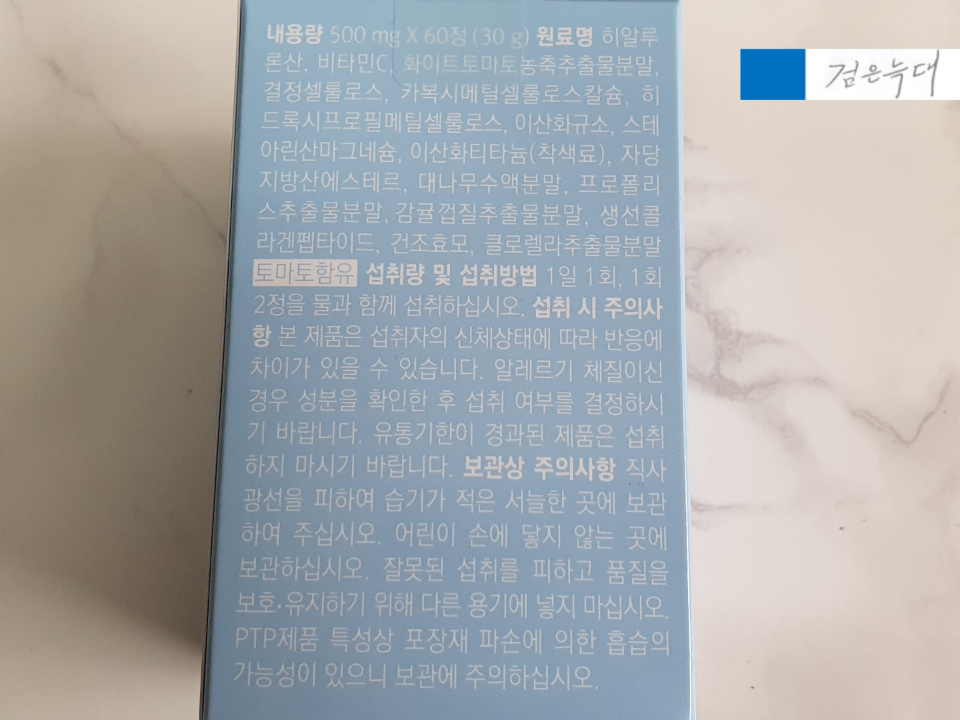 내용량 500 mg X 60정 (30 g) 원료명 히알루
론산, 비타민C, 화이트토마토농축추출물분말,
결정셀룰로스, 카복시메틸셀룰로스칼슘, 히
드록시프로필메틸셀룰로스, 이산화규소, 스테
아린산마그네슘, 이산화티타늄(착색료), 자당
지방산에스테르, 대나무수액분말, 프로폴리
스추출물분말, 감귤껍질추출물분말, 생선콜
라겐펩타이드, 건조효모, 클로렐라추출물분말
토마토함유 섭취량 및 섭취방법 1일 1회, 1회
2정을 물과 함께 섭취하십시오. 섭취 시 주의사
항 본 제품은 섭취자의 신체상태에 따라 반응에
차이가 있을 수 있습니다. 알레르기 체질이신
경우 성분을 확인한 후 섭취 여부를 결정하시
기 바랍니다. 유통기한이 경과된 제품은 섭취
하지 마시기 바랍니다. 보관상 주의사항 직사
광선을 피하여 습기가 적은 서늘한 곳에 보관
하여 주십시오. 어린이 손에 닿지 않는 곳에
보관하십시오. 잘못된 섭취를 피하고 품질을
보호·유지하기 위해 다른 용기에 넣지 마십시오.
PTP제품 특성상 포장재 파손에 의한 흡습의
가능성이 있으니 보관에 주의하십시오.
검은늑대